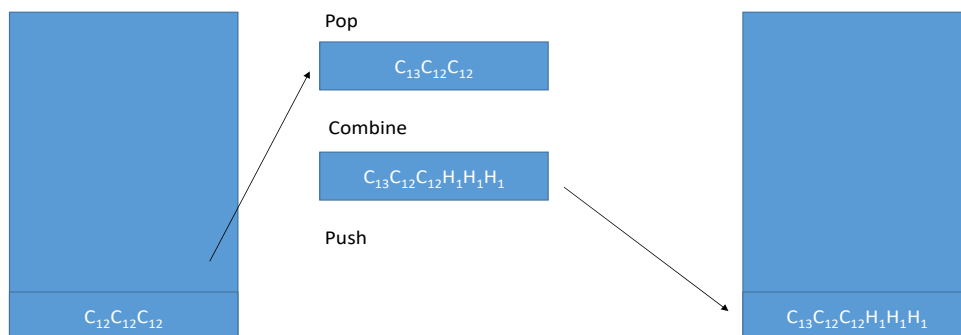 Pop
C₁₃C₁₂C₁₂
Combine
C₁₃C₁₂C₁₂H₁H₁H₁
Push
C₁₂C₁₂C₁₂
C₁₃C₁₂C₁₂H₁H₁H₁